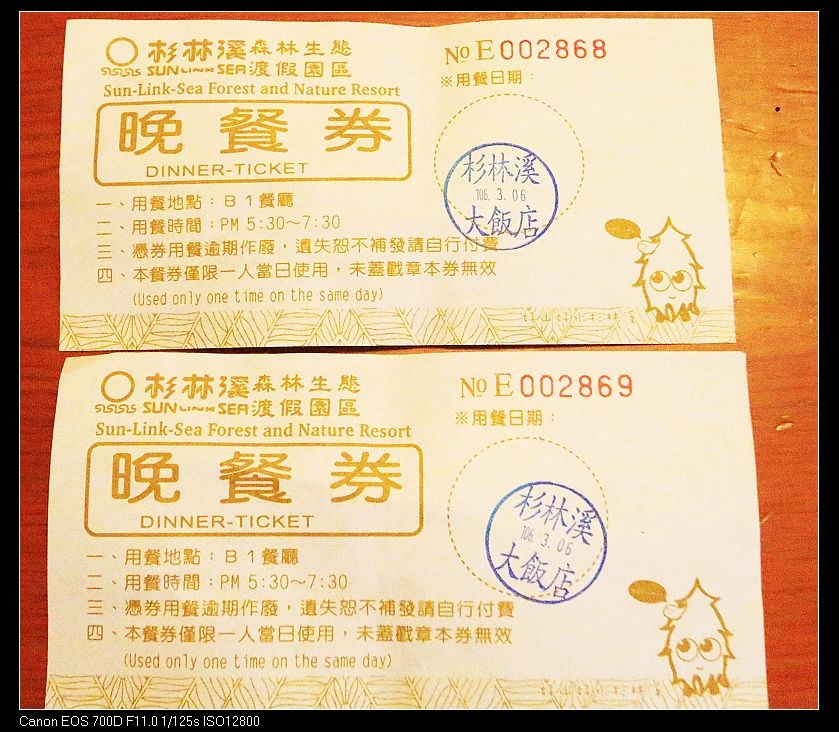 杉林溪 森林生態
SUN LINK SEA 渡假園區
Sun-Link-Sea Forest and Nature Resort
No E 002868
※用餐日期：
晚餐券
DINNER-TICKET
杉林溪
106. 3. 06
大飯店
一、用餐地點：B1餐廳
二、用餐時間：PM 5:30～7:30
三、憑券用餐逾期作廢，遺失恕不補發請自行付費
四、本餐券僅限一人當日使用，未蓋戳章本券無效
(Used only one time on the same day)
杉林溪 森林生態
SUN LINK SEA 渡假園區
Sun-Link-Sea Forest and Nature Resort
No E 002869
※用餐日期：
晚餐券
DINNER-TICKET
杉林溪
106. 3. 06
大飯店
一、用餐地點：B1餐廳
二、用餐時間：PM 5:30～7:30
三、憑券用餐逾期作廢，遺失恕不補發請自行付費
四、本餐券僅限一人當日使用，未蓋戳章本券無效
(Used only one time on the same day)
Canon EOS 700D F11.0 1/125s ISO12800